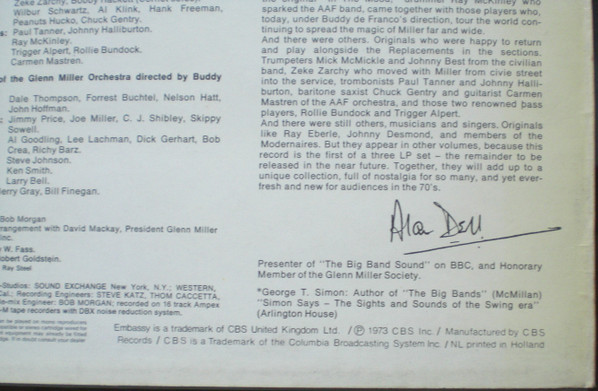 Wilbur Schwartz, Al Klink, Hank Freeman,
Peanuts Hucko, Chuck Gentry.
Paul Tanner, Johnny Halliburton.
Ray McKinley.
Trigger Alpert, Rollie Bundock.
Carmen Mastren.
of the Glenn Miller Orchestra directed by Buddy
Dale Thompson, Forrest Buchtel, Nelson Hatt,
John Hoffman.
Jimmy Price, Joe Miller, C. J. Shibley, Skippy
Sowell.
Al Gooding, Lee Lachman, Dick Gerhart, Bob
Crea, Richy Barz.
Steve Johnson.
Ken Smith.
Larry Bell.
Jerry Gray, Bill Finegan.
Bob Morgan
arrangement with David Mackay, President Glenn Miller
Inc.
W. Fass.
Robert Goldstein.
Ray Steel
Studios: SOUND EXCHANGE New York, N.Y.; WESTERN,
Cal.; Recording Engineers: STEVE KATZ, THOM CACCETTA,
Re-mix Engineer: BOB MORGAN; recorded on 16 track Ampex
M tape recorders with DBX noise reduction system.
sparked the AAF band, came together with those players who,
today, under Buddy de Franco's direction, tour the world con-
tinuing to spread the magic of Miller far and wide.
And there were others. Originals who were happy to return
and play alongside the Replacements in the sections.
Trumpeters Mick McMickle and Johnny Best from the civilian
band, Zeke Zarchy who moved with Miller from civie street
into the service, trombonists Paul Tanner and Johnny Halli-
burton, baritone saxist Chuck Gentry and guitarist Carmen
Mastren of the AAF orchestra, and those two renowned bass
players, Rollie Bundock and Trigger Alpert.
And there were still others, musicians and singers. Originals
like Ray Eberle, Johnny Desmond, and members of the
Modernaires. But they appear in other volumes, because this
record is the first of a three LP set – the remainder to be
released in the near future. Together, they will add up to a
unique collection, full of nostalgia for so many, and yet ever-
fresh and new for audiences in the 70's.
Alan Dell
Presenter of "The Big Band Sound" on BBC, and Honorary
Member of the Glenn Miller Society.
*George T. Simon: Author of "The Big Bands" (McMillan)
"Simon Says – The Sights and Sounds of the Swing era"
(Arlington House)
Embassy is a trademark of CBS United Kingdom Ltd. / Ⓟ 1973 CBS Inc / Manufactured by CBS
Records / CBS is a Trademark of the Columbia Broadcasting System Inc / NL printed in Holland